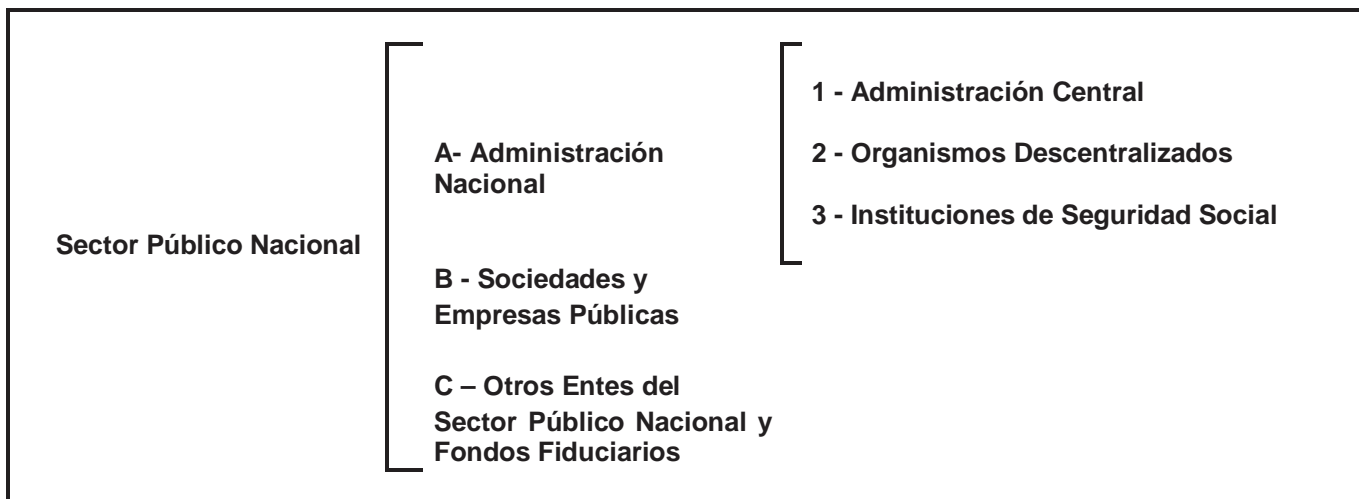 Sector Público Nacional
A- Administración
Nacional
1 - Administración Central
2 - Organismos Descentralizados
3 - Instituciones de Seguridad Social
B - Sociedades y
Empresas Públicas
C – Otros Entes del
Sector Público Nacional y
Fondos Fiduciarios